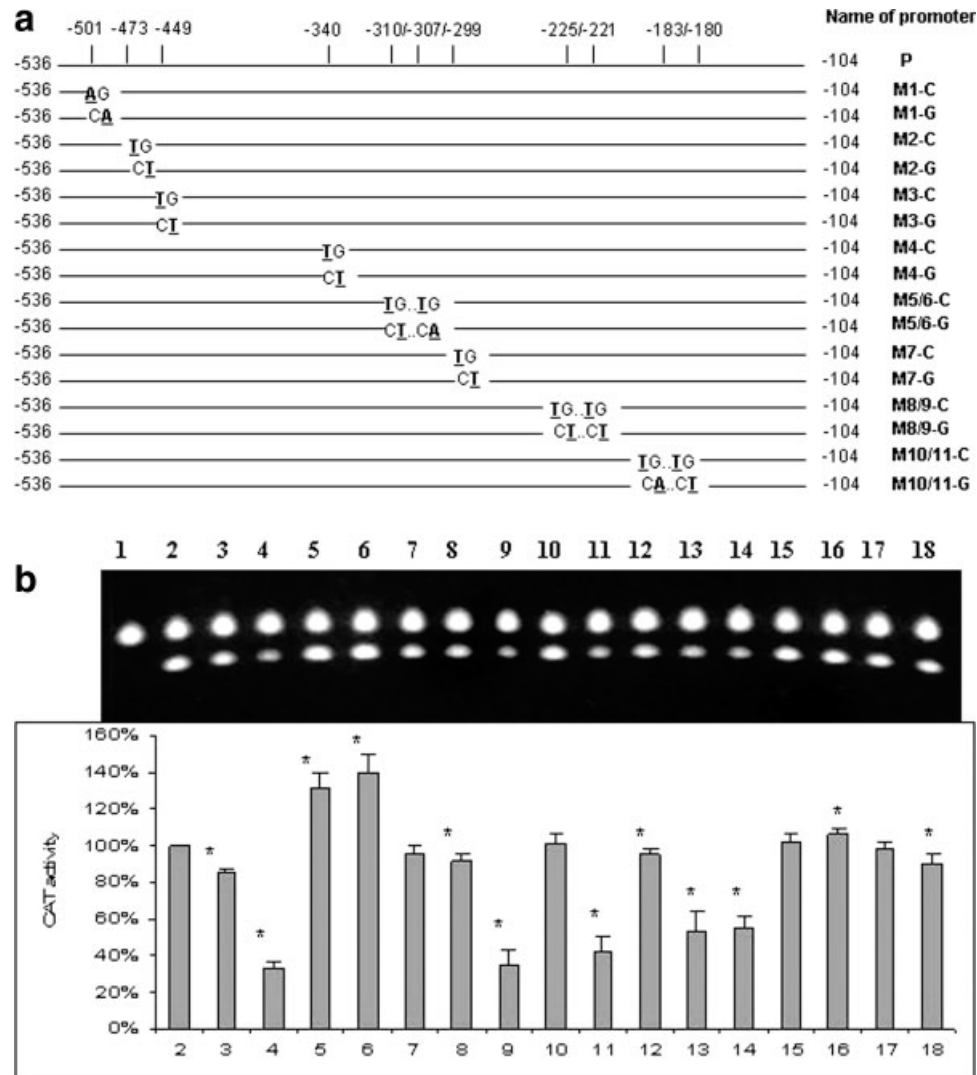 a
Name of promoter
-501 -473 -449 -340 -310/-307/-299 -225/-221 -183/-180
-536 -104 P
-536 AG -104 M1-C
-536 CA -104 M1-G
-536 TG -104 M2-C
-536 CT -104 M2-G
-536 TG -104 M3-C
-536 CT -104 M3-G
-536 TG -104 M4-C
-536 CT -104 M4-G
-536 TG..TG -104 M5/6-C
-536 CT..CA -104 M5/6-G
-536 TG -104 M7-C
-536 CT -104 M7-G
-536 TG..TG -104 M8/9-C
-536 CT..CT -104 M8/9-G
-536 TG..TG -104 M10/11-C
-536 CA..CT -104 M10/11-G
b
1 2 3 4 5 6 7 8 9 10 11 12 13 14 15 16 17 18
160%
140%
120%
100%
80%
60%
40%
20%
0%
CAT activity
* * * * * * * * * * * *
2 3 4 5 6 7 8 9 10 11 12 13 14 15 16 17 18